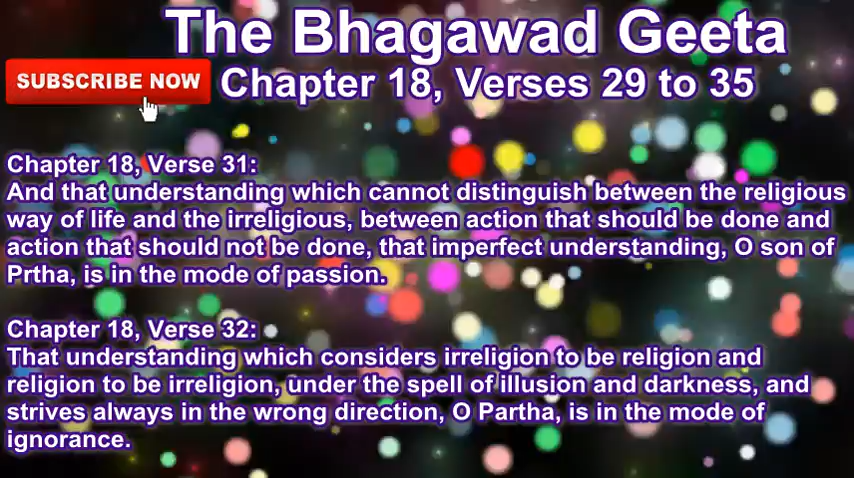 The Bhagawad Geeta
SUBSCRIBE NOW
Chapter 18, Verses 29 to 35
Chapter 18, Verse 31:
And that understanding which cannot distinguish between the religious
way of life and the irreligious, between action that should be done and
action that should not be done, that imperfect understanding, O son of
Prtha, is in the mode of passion.
Chapter 18, Verse 32:
That understanding which considers irreligion to be religion and
religion to be irreligion, under the spell of illusion and darkness, and
strives always in the wrong direction, O Partha, is in the mode of
ignorance.